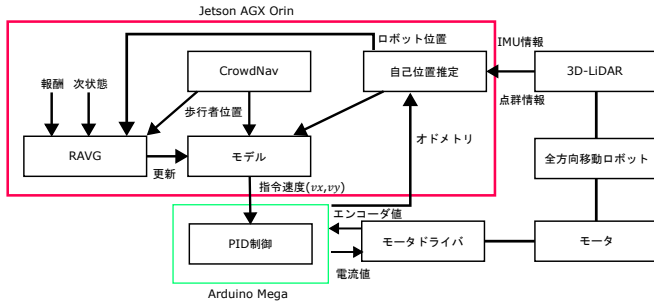 Jetson AGX Orin
ロボット位置
IMU情報
CrowdNav
自己位置推定
3D-LiDAR
報酬
次状態
歩行者位置
点群情報
オドメトリ
RAVG
更新
モデル
全方向移動ロボット
指令速度(vx,vy)
エンコーダ値
PID制御
モータドライバ
モータ
電流値
Arduino Mega